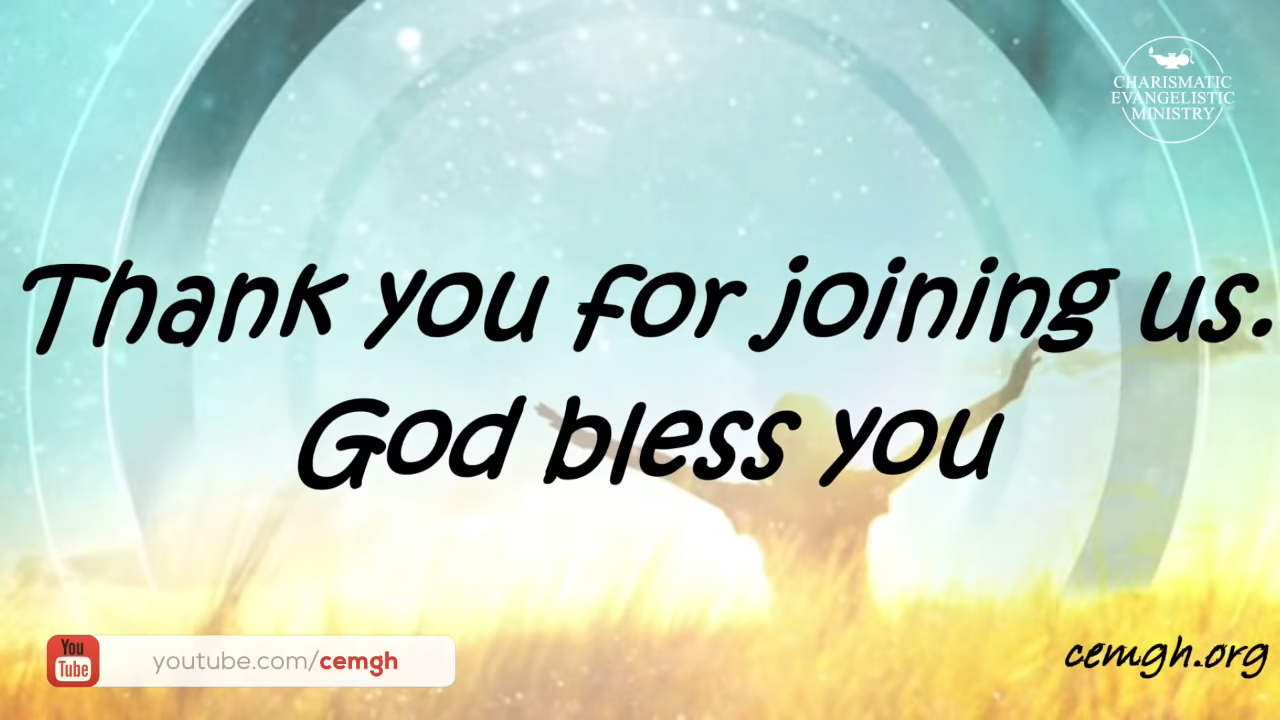 CHARISMATIC
EVANGELISTIC
MINISTRY
Thank you for joining us.
God bless you
You
Tube
youtube.com/cemgh
cemgh.org